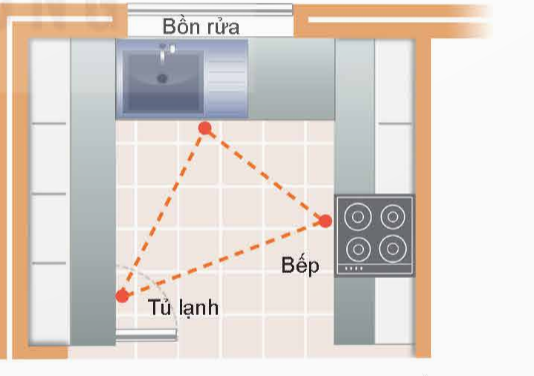 Bồn rửa
Bếp
Tủ lạnh